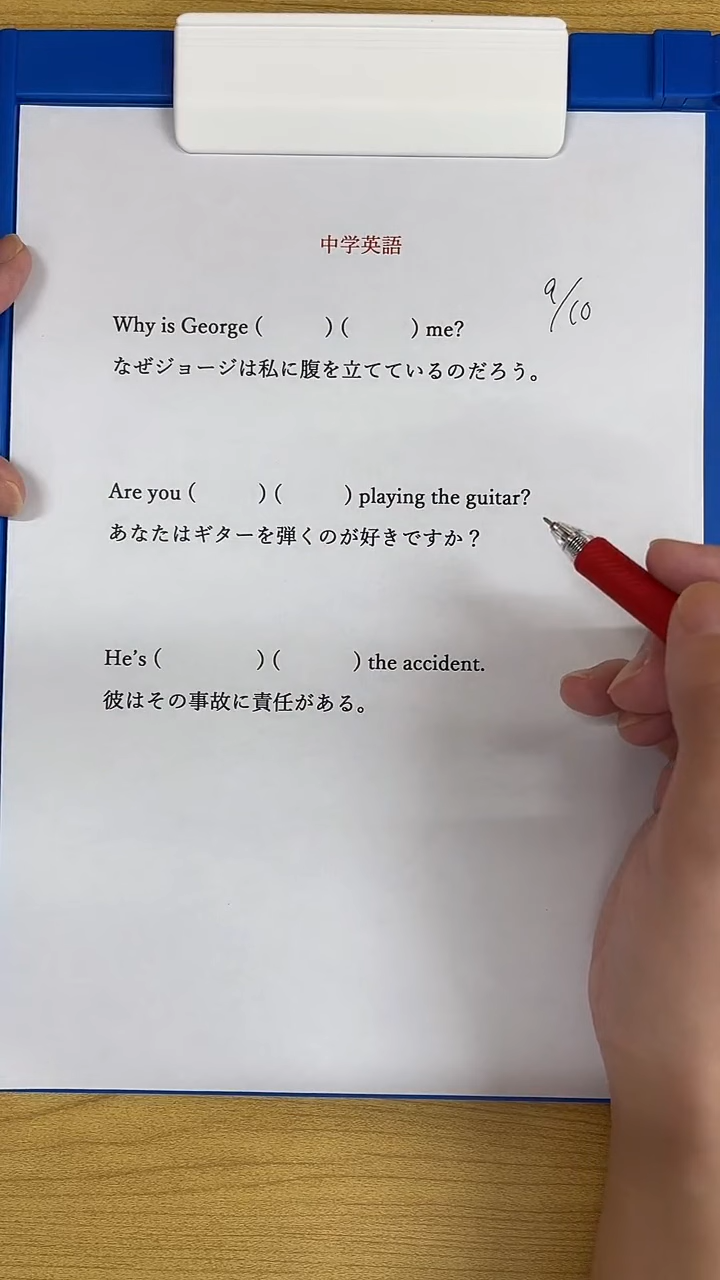 中学英語
9/10
Why is George (　　　) (　　　) me?
なぜジョージは私に腹を立てているのだろう。
Are you (　　　) (　　　) playing the guitar?
あなたはギターを弾くのが好きですか？
He's (　　　　) (　　　) the accident.
彼はその事故に責任がある。